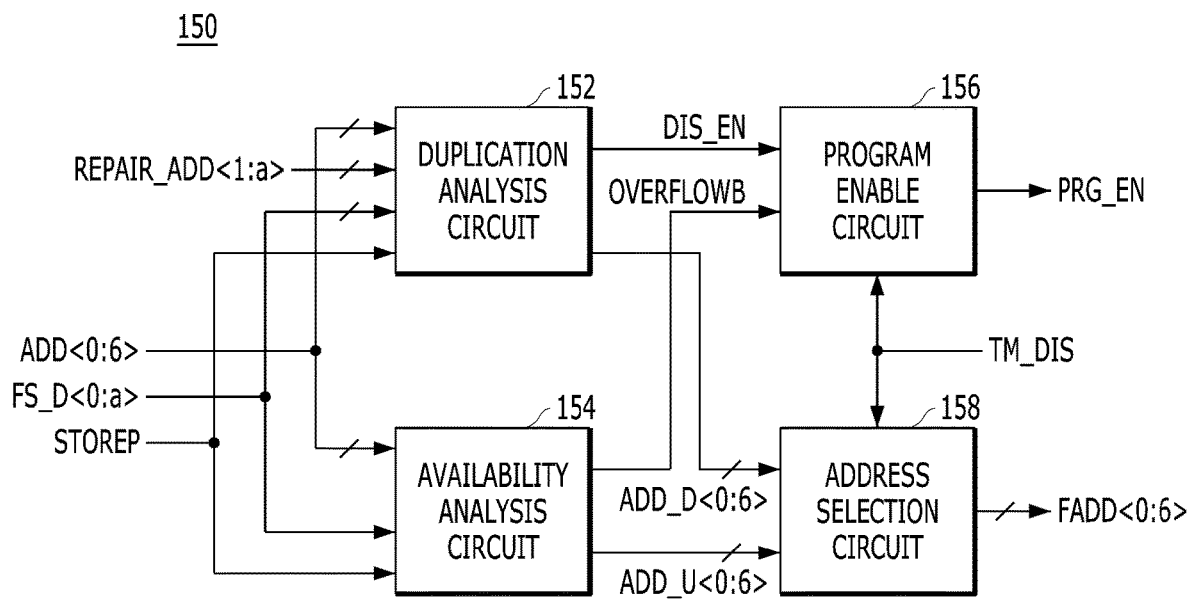 150
152
156
DUPLICATION
ANALYSIS
CIRCUIT
REPAIR_ADD<1:a>
DIS_EN
OVERFLOWB
PROGRAM
ENABLE
CIRCUIT
PRG_EN
ADD<0:6>
FS_D<0:a>
STOREP
TM_DIS
154
158
AVAILABILITY
ANALYSIS
CIRCUIT
ADD_D<0:6>
ADD_U<0:6>
ADDRESS
SELECTION
CIRCUIT
FADD<0:6>